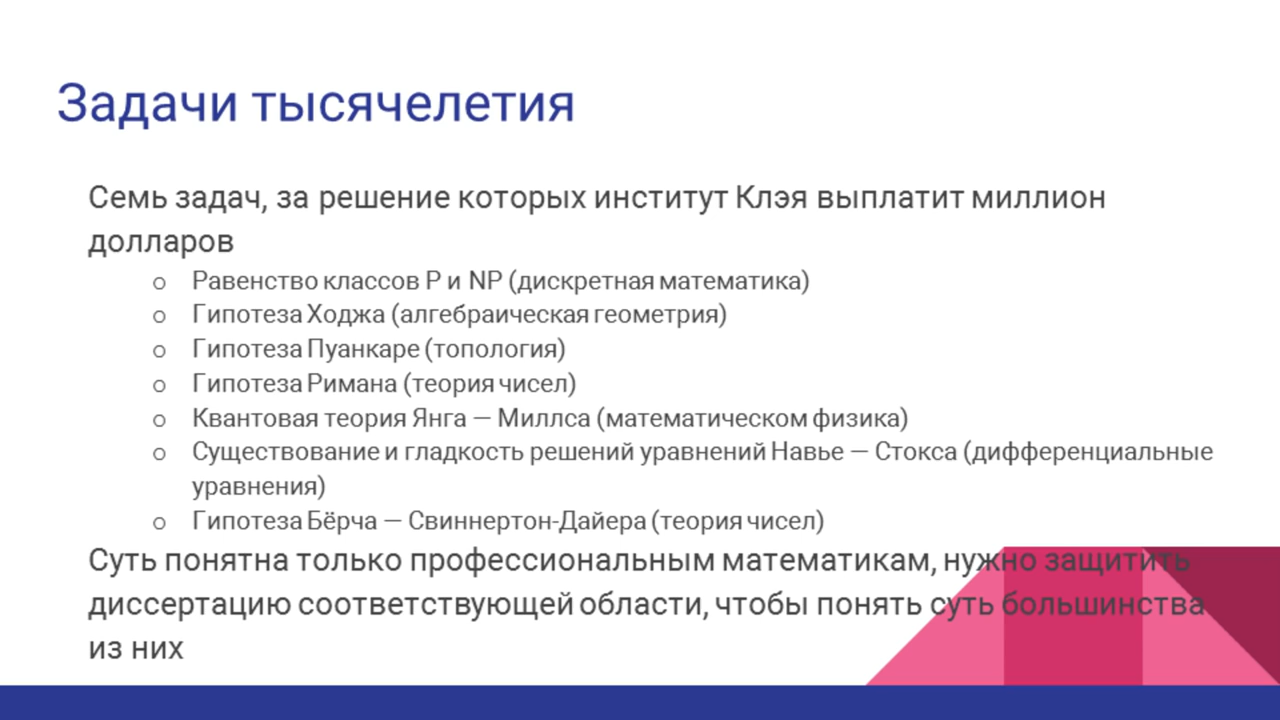 Задачи тысячелетия
Семь задач, за решение которых институт Клэя выплатит миллион
долларов
○ Равенство классов P и NP (дискретная математика)
○ Гипотеза Ходжа (алгебраическая геометрия)
○ Гипотеза Пуанкаре (топология)
○ Гипотеза Римана (теория чисел)
○ Квантовая теория Янга — Миллса (математическом физика)
○ Существование и гладкость решений уравнений Навье — Стокса (дифференциальные
уравнения)
○ Гипотеза Бёрча — Свиннертон-Дайера (теория чисел)
Суть понятна только профессиональным математикам, нужно защитить
диссертацию соответствующей области, чтобы понять суть большинства
из них